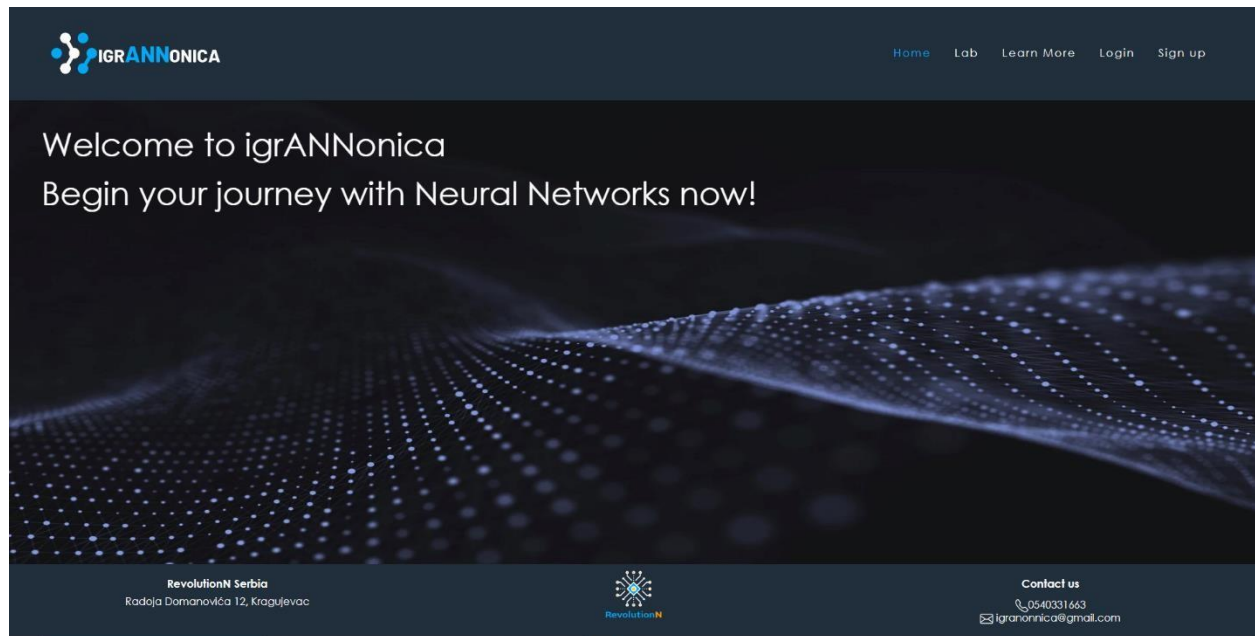 IGRANNONICA
Home Lab Learn More Login Sign up
Welcome to igrANNonica
Begin your journey with Neural Networks now!
RevolutionN Serbia
Radoja Domanovića 12, Kragujevac
RevolutionN
Contact us
0540331663
igranonnica@gmail.com